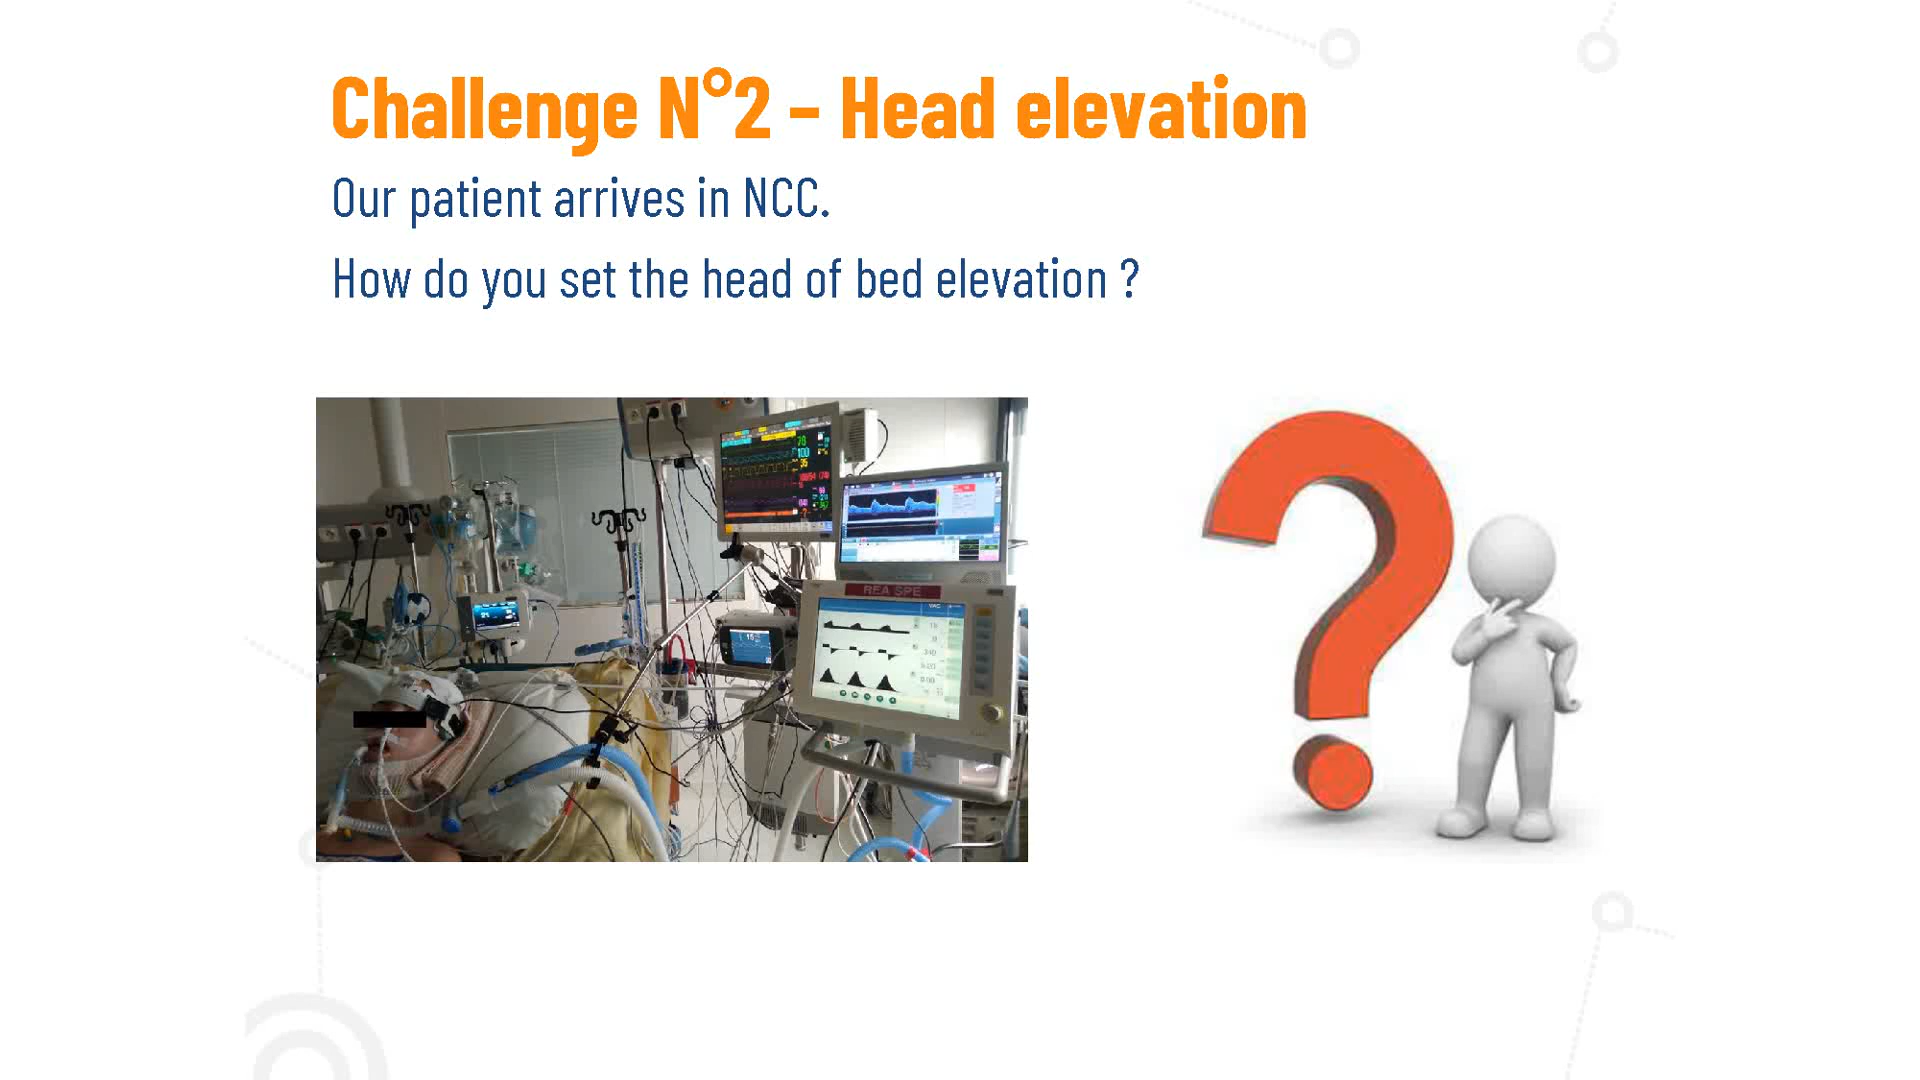 Challenge N°2 – Head elevation
Our patient arrives in NCC.
How do you set the head of bed elevation ?
REA SPE